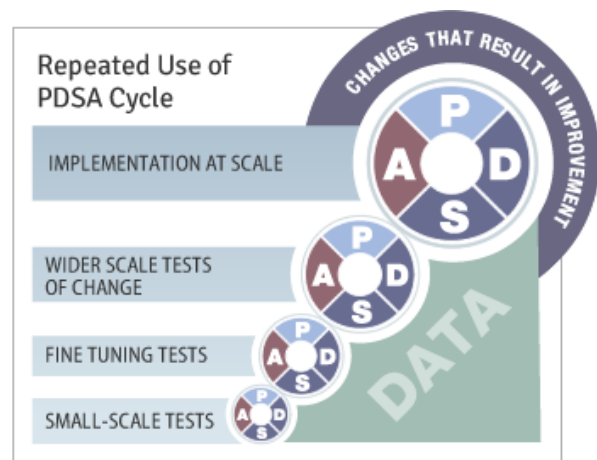 Repeated Use of
PDSA Cycle
CHANGES THAT RESULT IN IMPROVEMENT
IMPLEMENTATION AT SCALE
P
A D
S
WIDER SCALE TESTS
OF CHANGE
P
A D
S
FINE TUNING TESTS
P
A D
S
SMALL-SCALE TESTS
P
A D
S
DATA